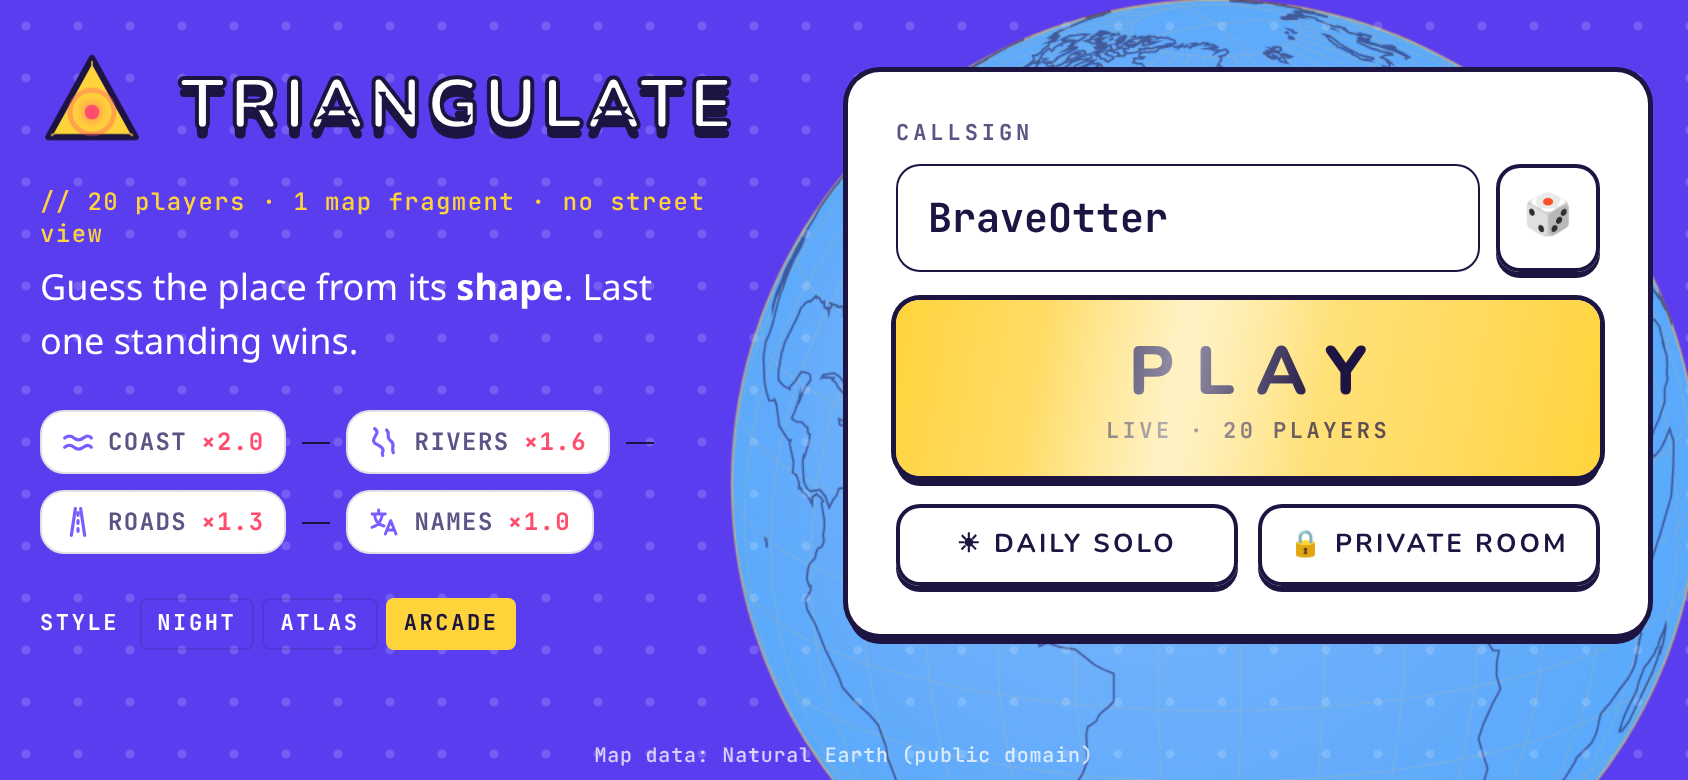 TRIANGULATE
// 20 players · 1 map fragment · no street
view
Guess the place from its shape. Last
one standing wins.
COAST ×2.0
RIVERS ×1.6
ROADS ×1.3
NAMES ×1.0
STYLE NIGHT ATLAS ARCADE
CALLSIGN
BraveOtter
PLAY
LIVE · 20 PLAYERS
DAILY SOLO
PRIVATE ROOM
Map data: Natural Earth (public domain)